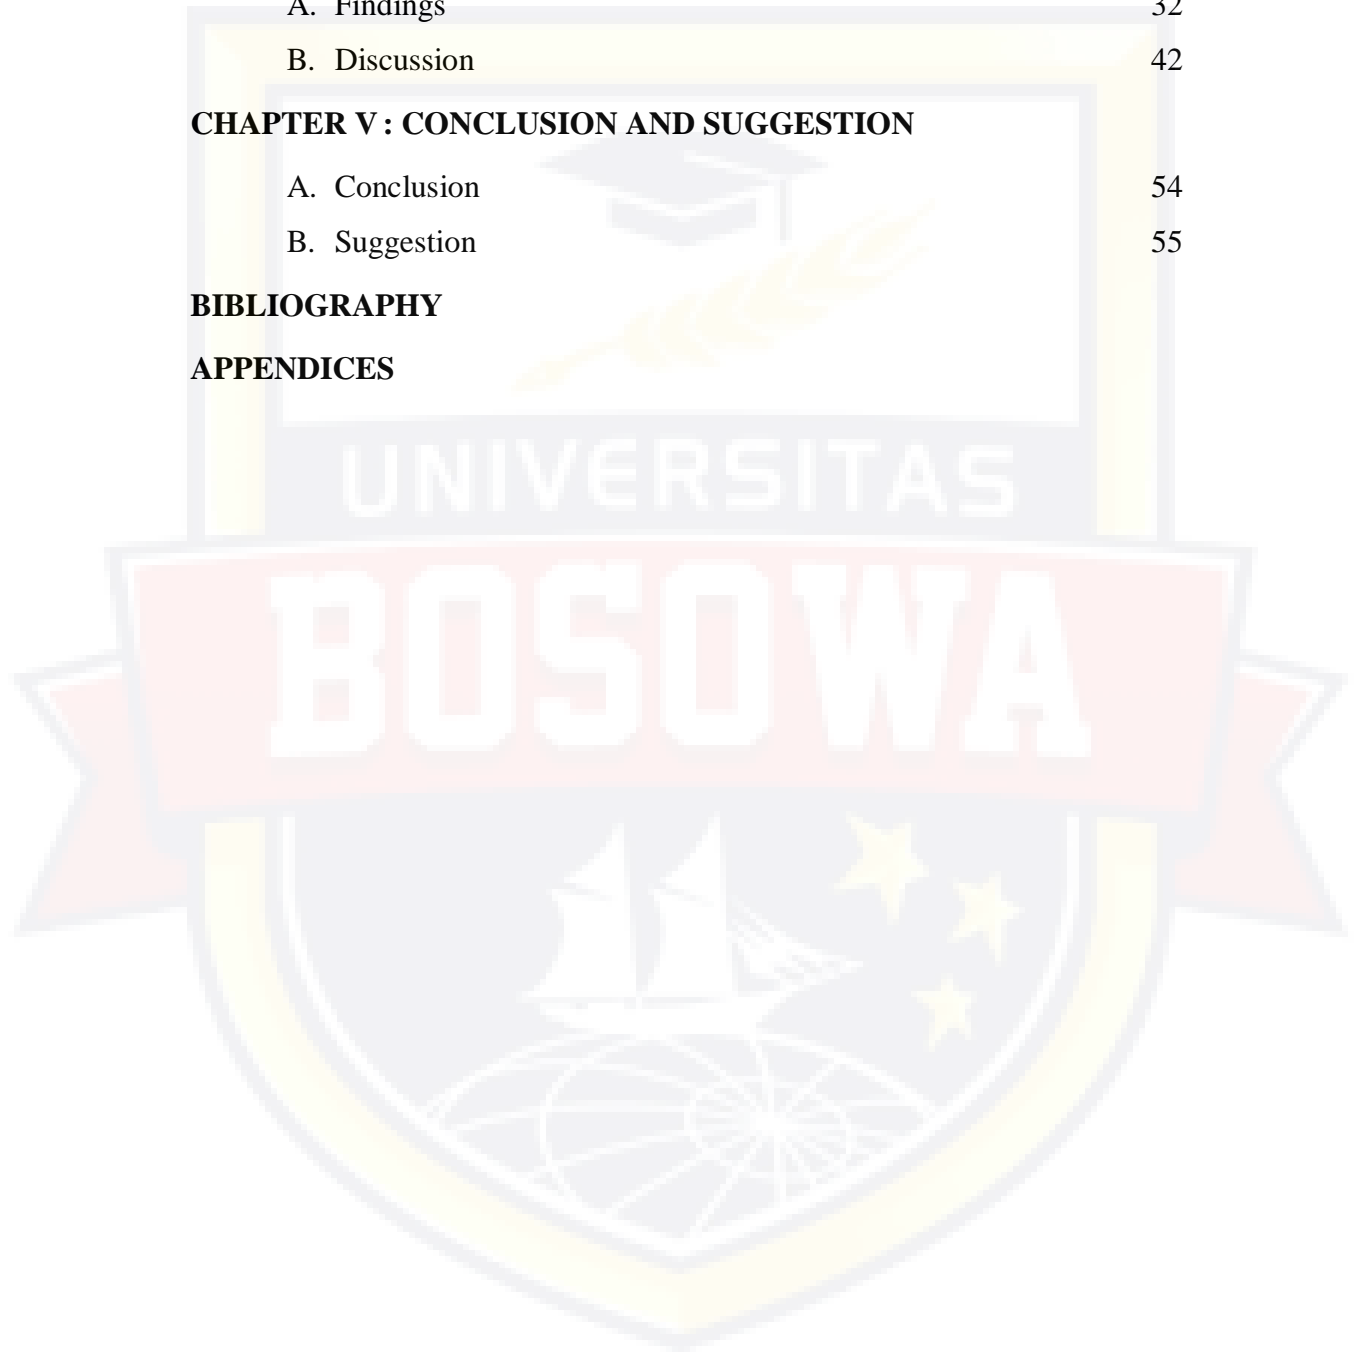 A. Findings 32
B. Discussion 42
CHAPTER V : CONCLUSION AND SUGGESTION
A. Conclusion 54
B. Suggestion 55
BIBLIOGRAPHY
APPENDICES
UNIVERSITAS
BOSOWA